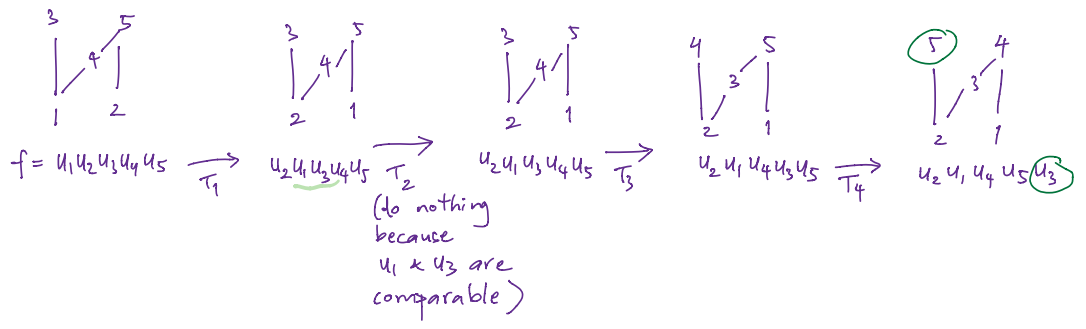 3 5 3 5 3 5 4 5 5 4
4 4 4 3 3
1 2 2 1 2 1 2 1 2 1
f = u₁u₂u₃u₄u₅ → u₂u₁u₃u₄u₅ → u₂u₁u₃u₄u₅ → u₂u₁u₄u₃u₅ → u₂u₁u₄u₅u₃
T₁ T₂ T₃ T₄
(do nothing
because
u₁ & u₃ are
comparable)